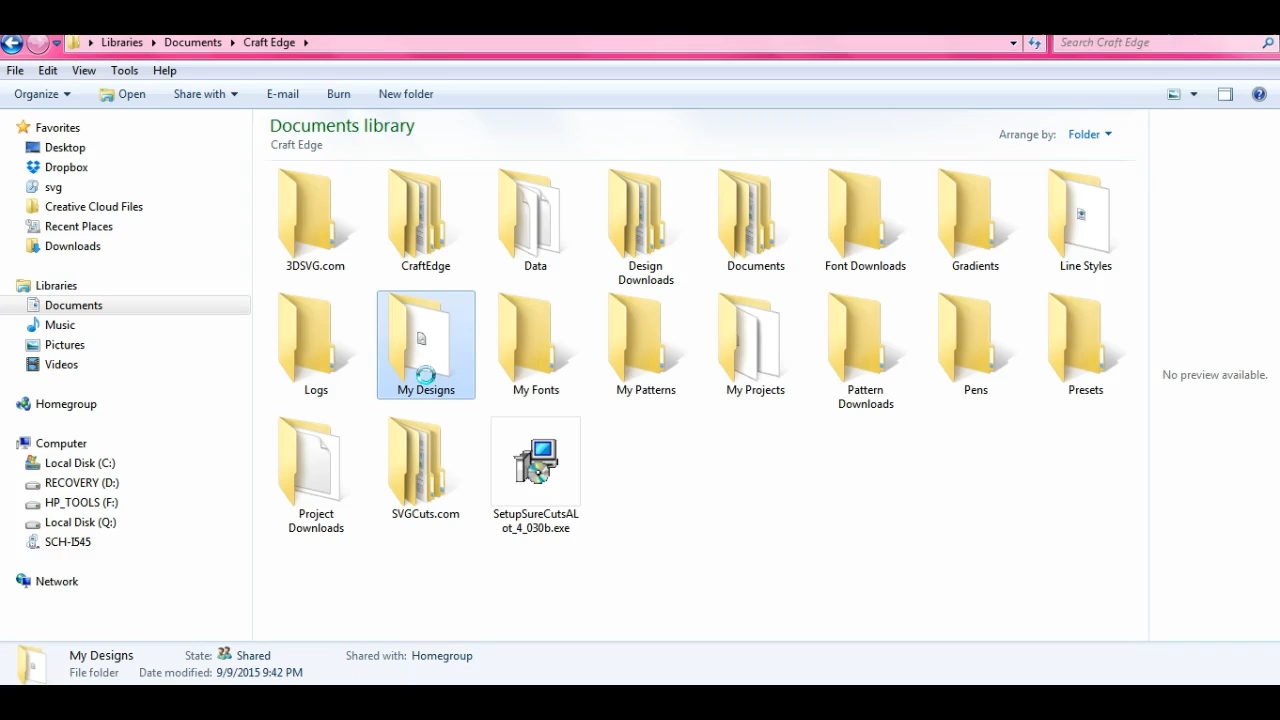 Libraries Documents Craft Edge
Search Craft Edge
File Edit View Tools Help
Organize Open Share with E-mail Burn New folder
Favorites
Desktop
Dropbox
svg
Creative Cloud Files
Recent Places
Downloads
Libraries
Documents
Music
Pictures
Videos
Homegroup
Computer
Local Disk (C:)
RECOVERY (D:)
HP_TOOLS (F:)
Local Disk (Q:)
SCH-I545
Network
Documents library
Craft Edge
Arrange by: Folder
3DSVG.com
CraftEdge
Data
Design
Downloads
Documents
Font Downloads
Gradients
Line Styles
Logs
My Designs
My Fonts
My Patterns
My Projects
Pattern
Downloads
Pens
Presets
Project
Downloads
SVGCuts.com
SetupSureCutsAL
ot_4_030b.exe
No preview available.
My Designs State: Shared Shared with: Homegroup
File folder Date modified: 9/9/2015 9:42 PM